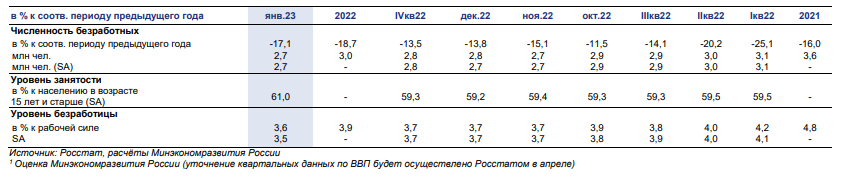 в % к соотв. периоду предыдущего года янв.23 2022 IVкв22 дек.22 ноя.22 окт.22 IIIкв22 IIкв22 Iкв22 2021
Численность безработных
в % к соотв. периоду предыдущего года -17,1 -18,7 -13,5 -13,8 -15,1 -11,5 -14,1 -20,2 -25,1 -16,0
млн чел. 2,7 3,0 2,8 2,8 2,7 2,9 2,9 3,0 3,1 3,6
млн чел. (SA) 2,7 - 2,8 2,7 2,7 2,9 2,9 3,0 3,1 -
Уровень занятости
в % к населению в возрасте
15 лет и старше (SA) 61,0 - 59,3 59,2 59,4 59,3 59,3 59,5 59,5 -
Уровень безработицы
в % к рабочей силе 3,6 3,9 3,7 3,7 3,7 3,9 3,8 4,0 4,2 4,8
SA 3,5 - 3,7 3,7 3,7 3,8 3,9 4,0 4,1 -
Источник: Росстат, расчёты Минэкономразвития России
¹ Оценка Минэкономразвития России (уточнение квартальных данных по ВВП будет осуществлено Росстатом в апреле)